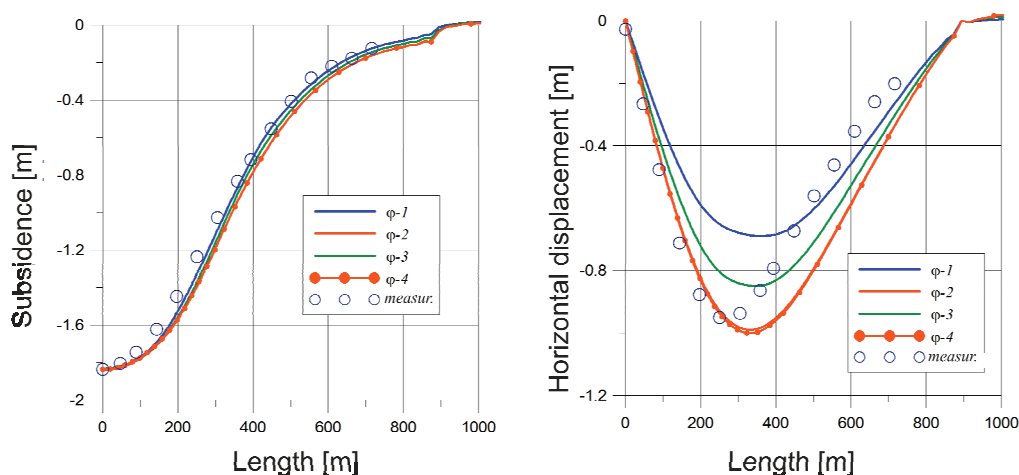 0
-0.4
-0.8
-1.2
-1.6
-2
Subsidence [m]
φ-1
φ-2
φ-3
φ-4
measur.
0 200 400 600 800 1000
Length [m]
0
-0.4
-0.8
-1.2
Horizontal displacement [m]
φ-1
φ-2
φ-3
φ-4
measur.
0 200 400 600 800 1000
Length [m]